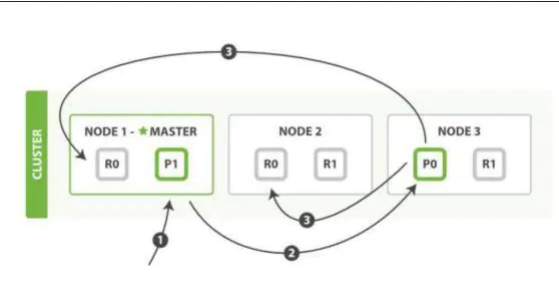 3
CLUSTER
NODE 1 - ★ MASTER
R0 P1
NODE 2
R0 R1
NODE 3
P0 R1
1
2
3